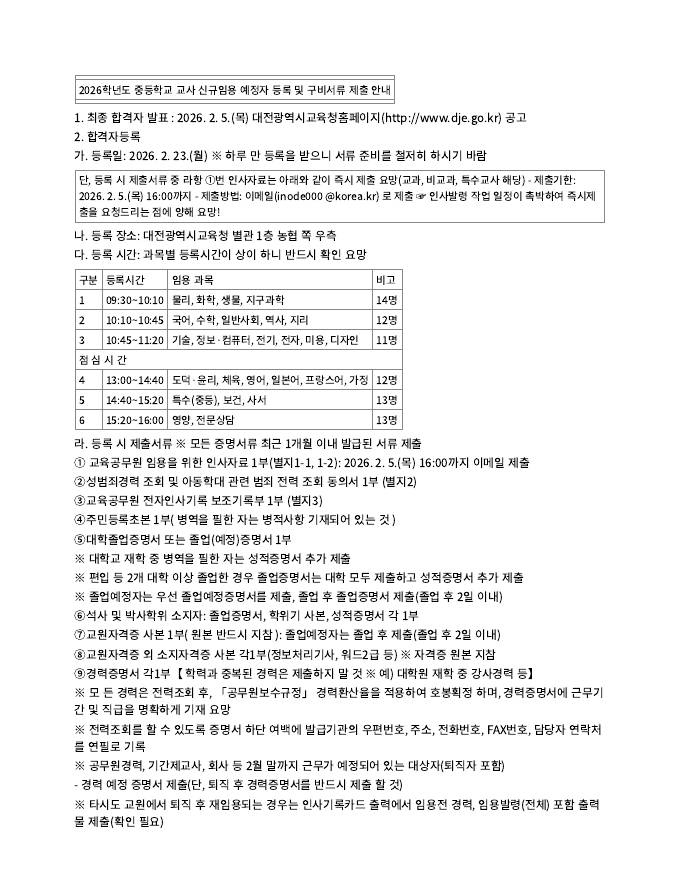 2026학년도 중등학교 교사 신규임용 예정자 등록 및 구비서류 제출 안내
1. 최종 합격자 발표 : 2026. 2. 5.(목) 대전광역시교육청홈페이지(http://www.dje.go.kr) 공고
2. 합격자등록
가. 등록일: 2026. 2. 23.(월) ※ 하루 만 등록을 받으니 서류 준비를 철저히 하시기 바람
단, 등록 시 제출서류 중 라항 ①번 인사자료는 아래와 같이 즉시 제출 요망(교과, 비교과, 특수교사 해당) - 제출기한:
2026. 2. 5.(목) 16:00까지 - 제출방법: 이메일(inode000 @korea.kr) 로 제출 ☞ 인사발령 작업 일정이 촉박하여 즉시제
출을 요청드리는 점에 양해 요망!
나. 등록 장소: 대전광역시교육청 별관 1층 농협 쪽 우측
다. 등록 시간: 과목별 등록시간이 상이 하니 반드시 확인 요망
구분 등록시간 임용 과목 비고
1 09:30~10:10 물리, 화학, 생물, 지구과학 14명
2 10:10~10:45 국어, 수학, 일반사회, 역사, 지리 12명
3 10:45~11:20 기술, 정보·컴퓨터, 전기, 전자, 미용, 디자인 11명
점 심 시 간
4 13:00~14:40 도덕·윤리, 체육, 영어, 일본어, 프랑스어, 가정 12명
5 14:40~15:20 특수(중등), 보건, 사서 13명
6 15:20~16:00 영양, 전문상담 13명
라. 등록 시 제출서류 ※ 모든 증명서류 최근 1개월 이내 발급된 서류 제출
① 교육공무원 임용을 위한 인사자료 1부(별지1-1, 1-2): 2026. 2. 5.(목) 16:00까지 이메일 제출
②성범죄경력 조회 및 아동학대 관련 범죄 전력 조회 동의서 1부 (별지2)
③교육공무원 전자인사기록 보조기록부 1부 (별지3)
④주민등록초본 1부( 병역을 필한 자는 병적사항 기재되어 있는 것 )
⑤대학졸업증명서 또는 졸업(예정)증명서 1부
※ 대학교 재학 중 병역을 필한 자는 성적증명서 추가 제출
※ 편입 등 2개 대학 이상 졸업한 경우 졸업증명서는 대학 모두 제출하고 성적증명서 추가 제출
※ 졸업예정자는 우선 졸업예정증명서를 제출, 졸업 후 졸업증명서 제출(졸업 후 2일 이내)
⑥석사 및 박사학위 소지자: 졸업증명서, 학위기 사본, 성적증명서 각 1부
⑦교원자격증 사본 1부( 원본 반드시 지참 ): 졸업예정자는 졸업 후 제출(졸업 후 2일 이내)
⑧교원자격증 외 소지자격증 사본 각1부(정보처리기사, 워드2급 등) ※ 자격증 원본 지참
⑨경력증명서 각1부【 학력과 중복된 경력은 제출하지 말 것 ※ 예) 대학원 재학 중 강사경력 등】
※ 모 든 경력은 전력조회 후, 「공무원보수규정」 경력환산율을 적용하여 호봉획정 하며, 경력증명서에 근무기
간 및 직급을 명확하게 기재 요망
※ 전력조회를 할 수 있도록 증명서 하단 여백에 발급기관의 우편번호, 주소, 전화번호, FAX번호, 담당자 연락처
를 연필로 기록
※ 공무원경력, 기간제교사, 회사 등 2월 말까지 근무가 예정되어 있는 대상자(퇴직자 포함)
- 경력 예정 증명서 제출(단, 퇴직 후 경력증명서를 반드시 제출 할 것)
※ 타시도 교원에서 퇴직 후 재임용되는 경우는 인사기록카드 출력에서 임용전 경력, 임용발령(전체) 포함 출력
물 제출(확인 필요)